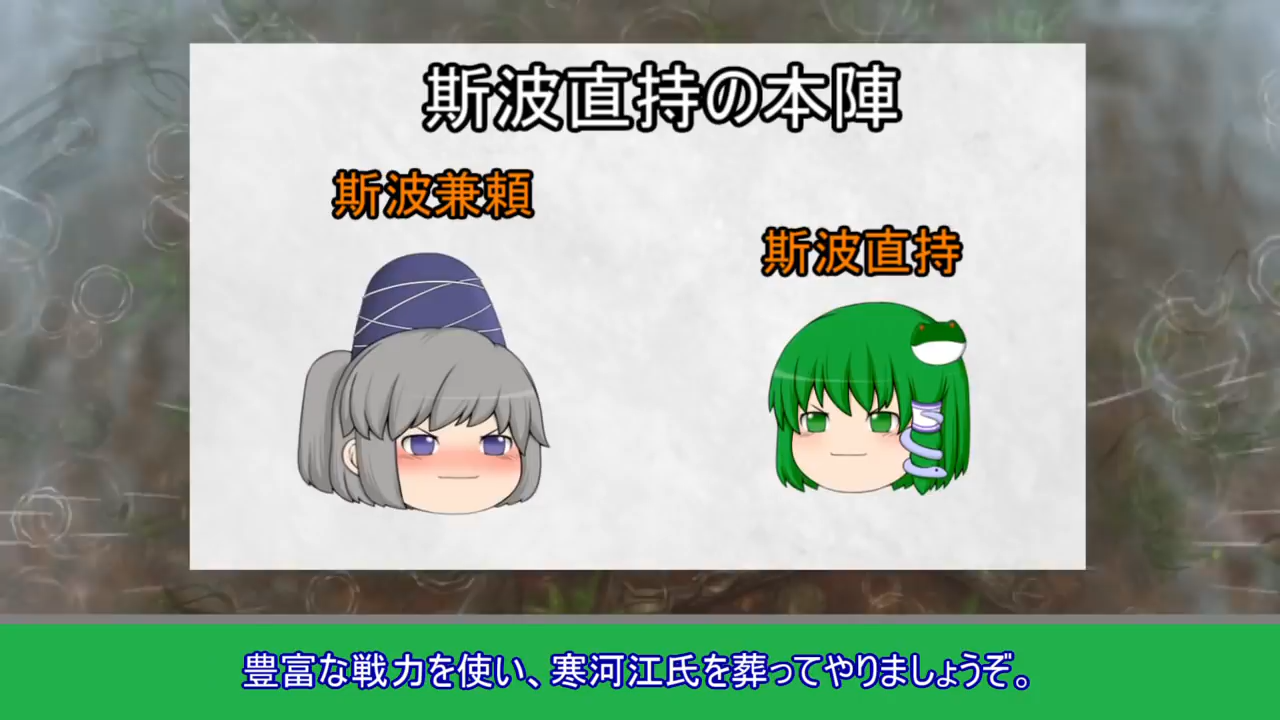 斯波直持の本陣
斯波兼頼
斯波直持
豊富な戦力を使い、寒河江氏を葬ってやりましょうぞ。